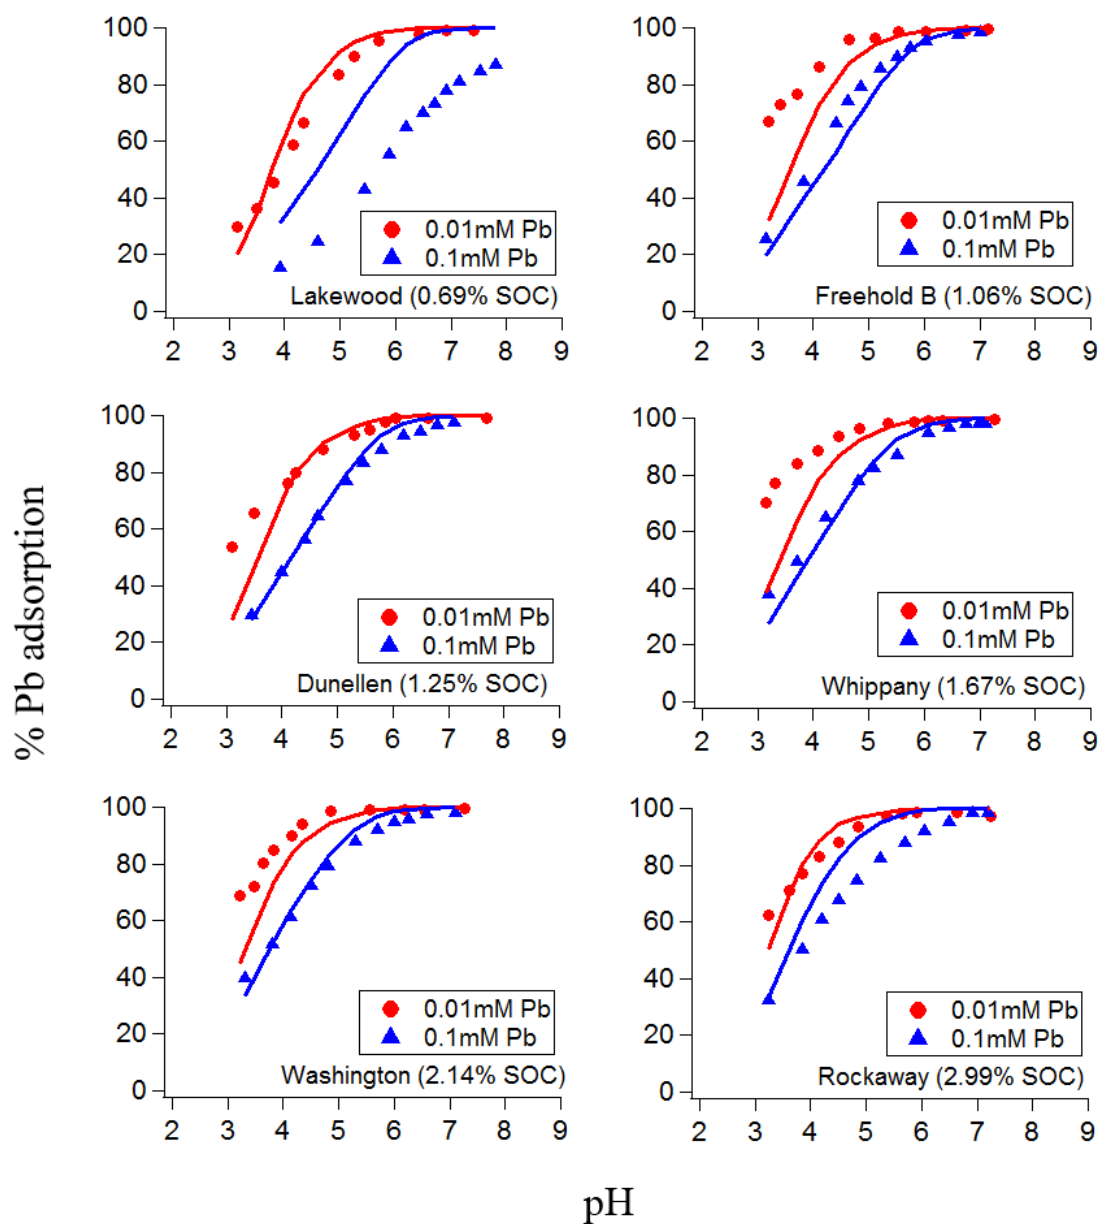 % Pb adsorption
100
80
60
40
20
0
0.01mM Pb
0.1mM Pb
Lakewood (0.69% SOC)
2 3 4 5 6 7 8 9
100
80
60
40
20
0
0.01mM Pb
0.1mM Pb
Freehold B (1.06% SOC)
2 3 4 5 6 7 8 9
100
80
60
40
20
0
0.01mM Pb
0.1mM Pb
Dunellen (1.25% SOC)
2 3 4 5 6 7 8 9
100
80
60
40
20
0
0.01mM Pb
0.1mM Pb
Whippany (1.67% SOC)
2 3 4 5 6 7 8 9
100
80
60
40
20
0
0.01mM Pb
0.1mM Pb
Washington (2.14% SOC)
2 3 4 5 6 7 8 9
100
80
60
40
20
0
0.01mM Pb
0.1mM Pb
Rockaway (2.99% SOC)
2 3 4 5 6 7 8 9
pH